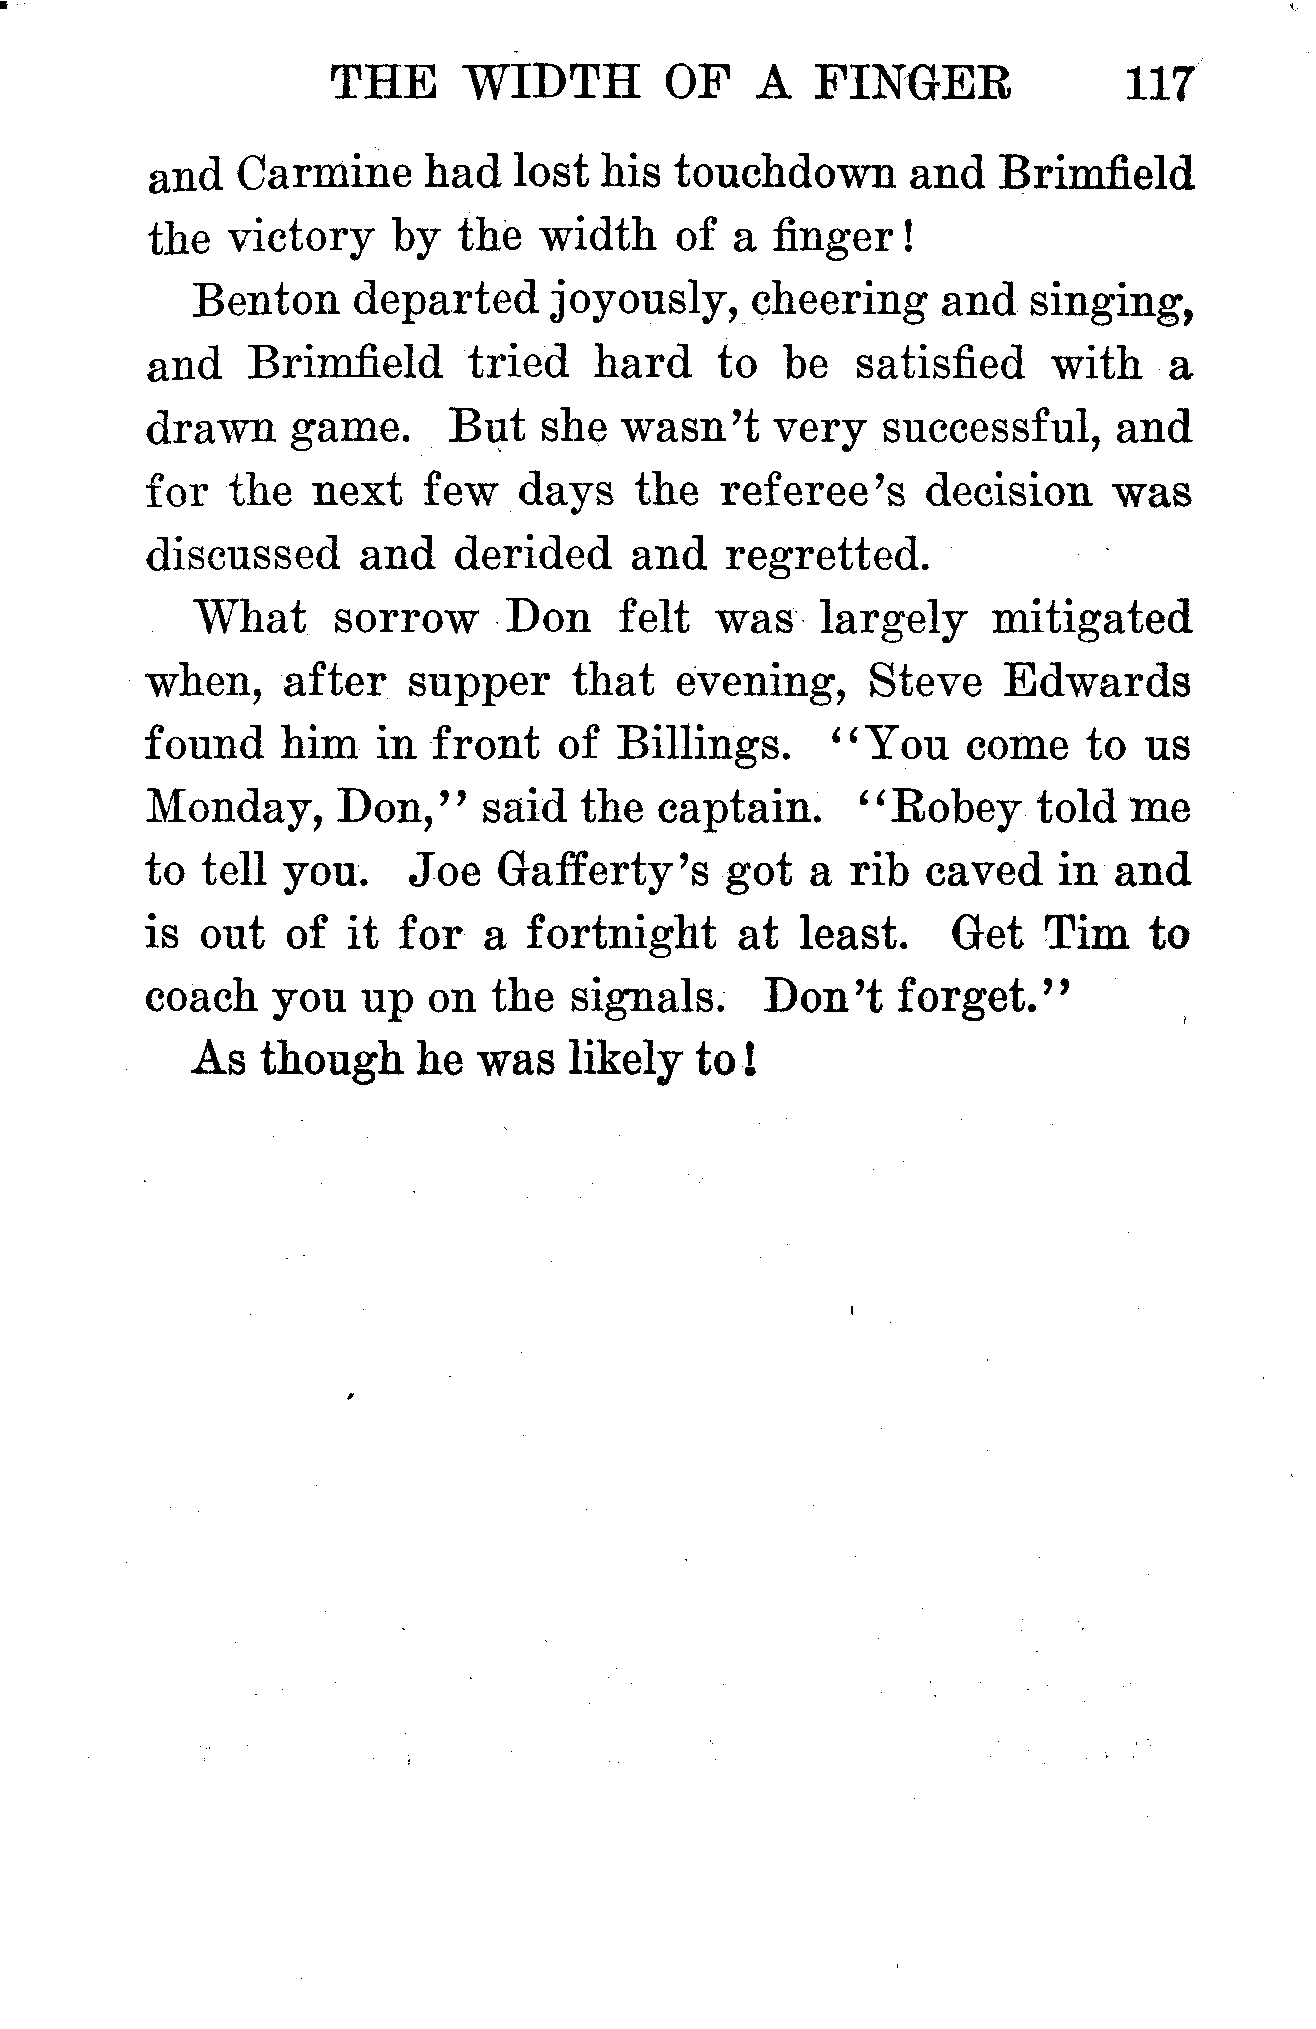 THE WIDTH OF A FINGER 117
and Carmine had lost his touchdown and Brimfield
the victory by the width of a finger!
Benton departed joyously, cheering and singing,
and Brimfield tried hard to be satisfied with a
drawn game. But she wasn't very successful, and
for the next few days the referee's decision was
discussed and derided and regretted.
What sorrow Don felt was largely mitigated
when, after supper that evening, Steve Edwards
found him in front of Billings. "You come to us
Monday, Don," said the captain. "Robey told me
to tell you. Joe Gafferty's got a rib caved in and
is out of it for a fortnight at least. Get Tim to
coach you up on the signals. Don't forget."
As though he was likely to!